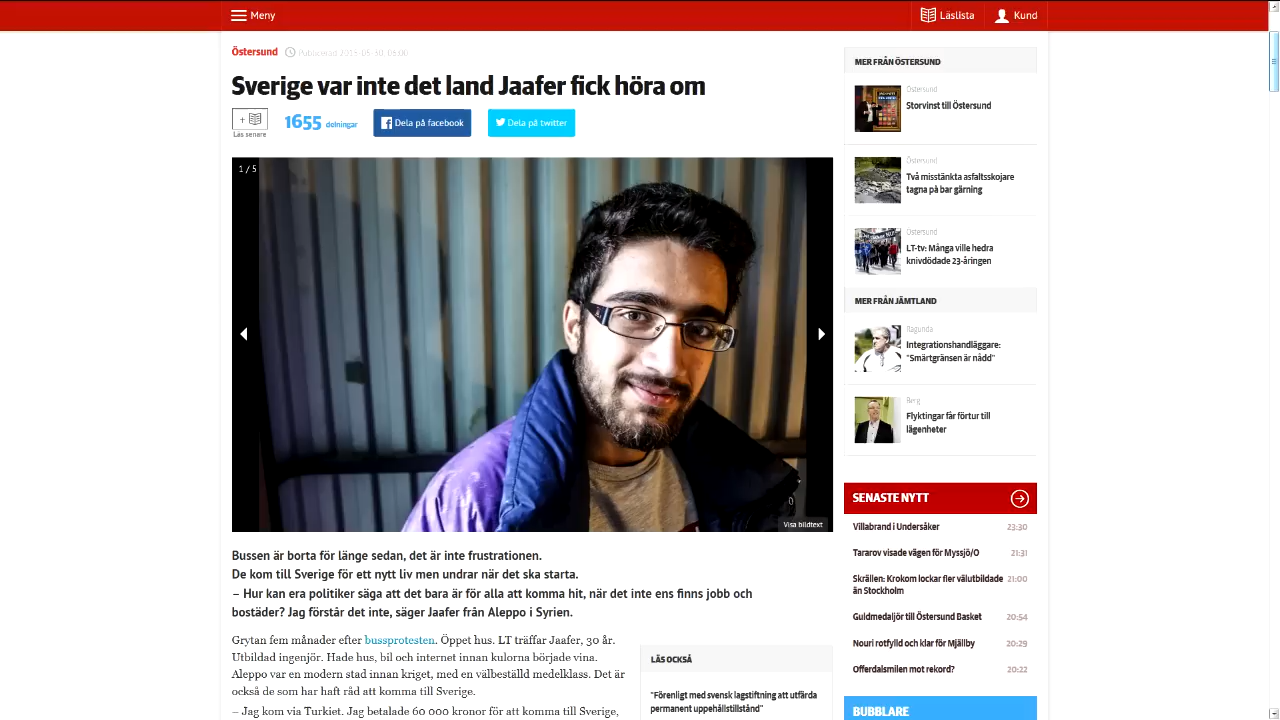 Meny
Läslista
Kund
Östersund
Publicerad 2015-05-30, 05:00
Sverige var inte det land Jaafer fick höra om
+
Läs senare
1655 delningar
Dela på facebook
Dela på twitter
1 / 5
Visa bildtext
Bussen är borta för länge sedan, det är inte frustrationen.
De kom till Sverige för ett nytt liv men undrar när det ska starta.
– Hur kan era politiker säga att det bara är för alla att komma hit, när det inte ens finns jobb och
bostäder? Jag förstår det inte, säger Jaafer från Aleppo i Syrien.
Grytan fem månader efter bussprotesten. Öppet hus. LT träffar Jaafer, 30 år.
Utbildad ingenjör. Hade hus, bil och internet innan kulorna började vina.
Aleppo var en modern stad innan kriget, med en välbeställd medelklass. Det är
också de som har haft råd att komma till Sverige.
– Jag kom via Turkiet. Jag betalade 60 000 kronor för att komma till Sverige,
LÄS OCKSÅ
"Förenligt med svensk lagstiftning att utfärda
permanent uppehållstillstånd"
MER FRÅN ÖSTERSUND
Östersund
Storvinst till Östersund
Östersund
Två misstänkta asfaltsskojare
tagna på bar gärning
Östersund
LT-tv: Många ville hedra
knivdödade 23-åringen
MER FRÅN JÄMTLAND
Ragunda
Integrationshandläggare:
"Smärtgränsen är nådd"
Berg
Flyktingar får förtur till
lägenheter
SENASTE NYTT
Villabrand i Undersåker 23:30
Tararov visade vägen för Myssjö/O 21:31
Skrällen: Krokom lockar fler välutbildade 21:00
än Stockholm
Guldmedaljör till Östersund Basket 20:54
Nouri rotfylld och klar för Mjällby 20:29
Offerdalsmilen mot rekord? 20:22
BUBBLARE